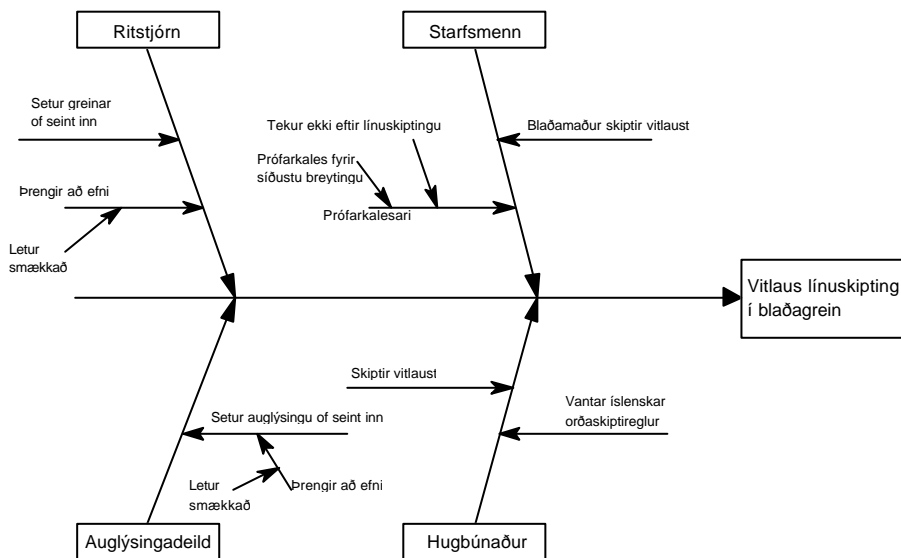 Ritstjórn
Starfsmenn
Setur greinar
of seint inn
Tekur ekki eftir línuskiptingu
Blaðamaður skiptir vitlaust
Prófarkales fyrir
síðustu breytingu
Þrengir að efni
Prófarkalesari
Letur
smækkað
Vitlaus línuskipting
í blaðagrein
Skiptir vitlaust
Vantar íslenskar
orðaskiptireglur
Setur auglýsingu of seint inn
Letur
smækkað
Þrengir að efni
Auglýsingadeild
Hugbúnaður